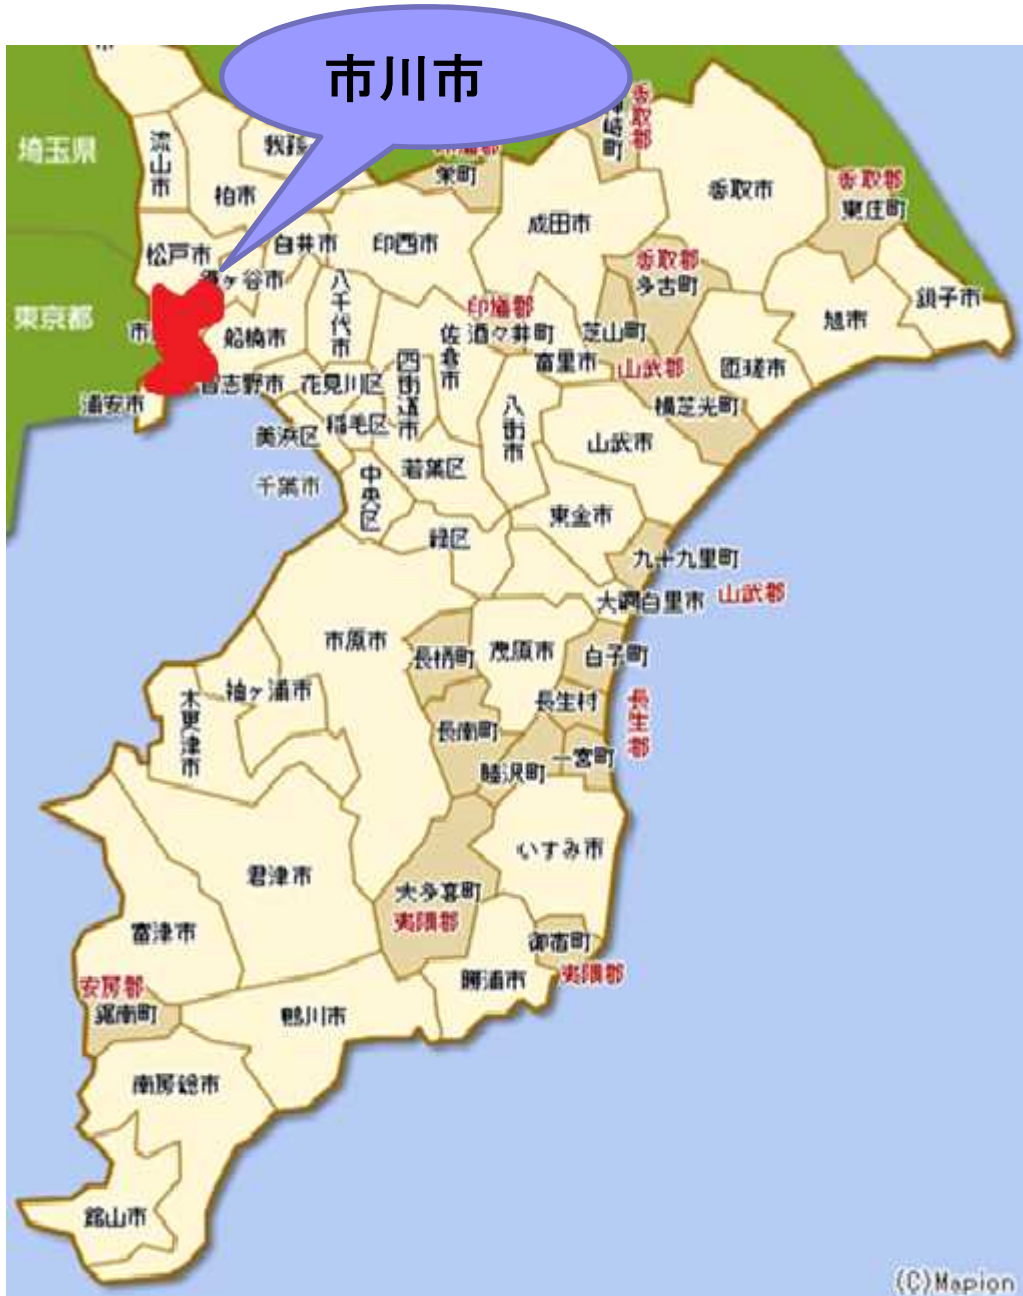 市川市
埼玉県
流山市
柏市
栄町
香取郡
香取市
香取郡
東庄町
成田市
印西市
白井市
松戸市
ヶ谷市
香取郡
多古町
銚子市
旭市
東京都
市
船橋市
八千代市
印旛郡
酒々井町
佐倉市
芝山町
富里市
山武郡
匝瑳市
習志野市
花見川区
四街道市
浦安市
横芝光町
美浜区
稲毛区
八街市
山武市
若葉区
千葉市
中央区
東金市
緑区
九十九里町
大網白里市
山武郡
市原市
長柄町
茂原市
白子町
袖ヶ浦市
木更津市
長生村
長生郡
長南町
一宮町
睦沢町
いすみ市
君津市
大多喜町
夷隅郡
富津市
御宿町
夷隅郡
勝浦市
安房郡
鋸南町
鴨川市
南房総市
館山市
(C)Mapion